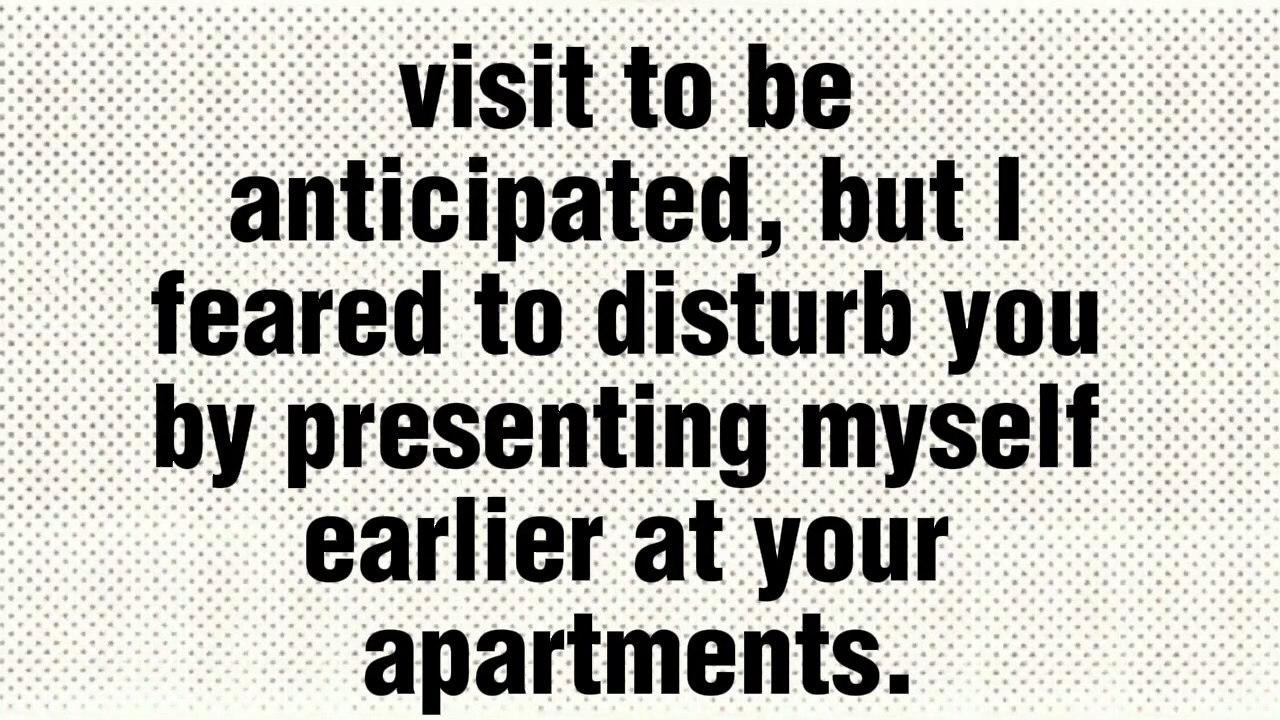 visit to be
anticipated, but I
feared to disturb you
by presenting myself
earlier at your
apartments.